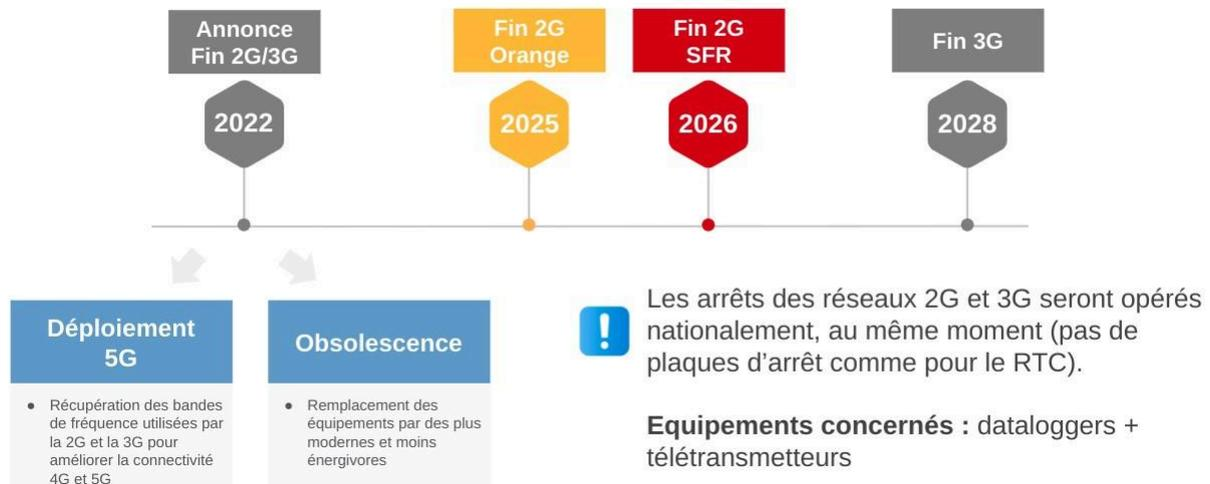 Annonce
Fin 2G/3G
Fin 2G
Orange
Fin 2G
SFR
Fin 3G
2022
2025
2026
2028
Déploiement
5G
● Récupération des bandes
de fréquence utilisées par
la 2G et la 3G pour
améliorer la connectivité
4G et 5G
Obsolescence
● Remplacement des
équipements par des plus
modernes et moins
énergivores
!
Les arrêts des réseaux 2G et 3G seront opérés
nationalement, au même moment (pas de
plaques d’arrêt comme pour le RTC).
Equipements concernés : dataloggers +
télétransmetteurs